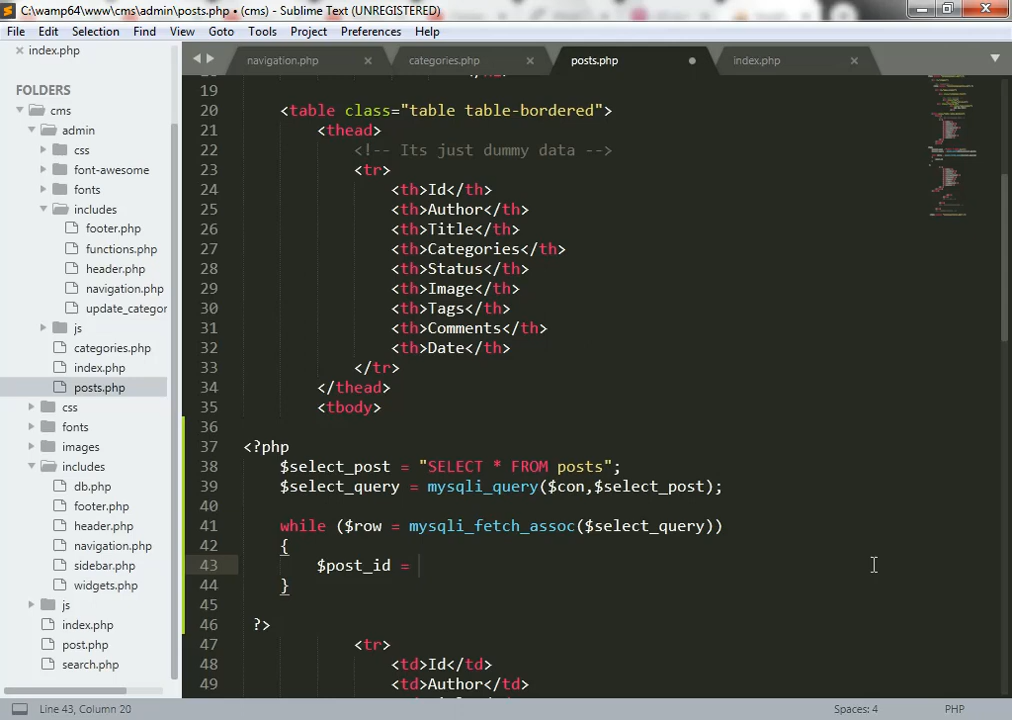 C:\wamp64\www\cms\admin\posts.php • (cms) - Sublime Text (UNREGISTERED)
File Edit Selection Find View Goto Tools Project Preferences Help
index.php
FOLDERS
cms
admin
css
font-awesome
fonts
includes
footer.php
functions.php
header.php
navigation.php
update_categor
js
categories.php
index.php
posts.php
css
fonts
images
includes
db.php
footer.php
header.php
navigation.php
sidebar.php
widgets.php
js
index.php
post.php
search.php
navigation.php categories.php posts.php index.php
19
20 <table class="table table-bordered">
21 <thead>
22 <!-- Its just dummy data -->
23 <tr>
24 <th>Id</th>
25 <th>Author</th>
26 <th>Title</th>
27 <th>Categories</th>
28 <th>Status</th>
29 <th>Image</th>
30 <th>Tags</th>
31 <th>Comments</th>
32 <th>Date</th>
33 </tr>
34 </thead>
35 <tbody>
36
37 <?php
38 $select_post = "SELECT * FROM posts";
39 $select_query = mysqli_query($con,$select_post);
40
41 while ($row = mysqli_fetch_assoc($select_query))
42 {
43 $post_id =
44 }
45
46 ?>
47 <tr>
48 <td>Id</td>
49 <td>Author</td>
Line 43, Column 20 Spaces: 4 PHP